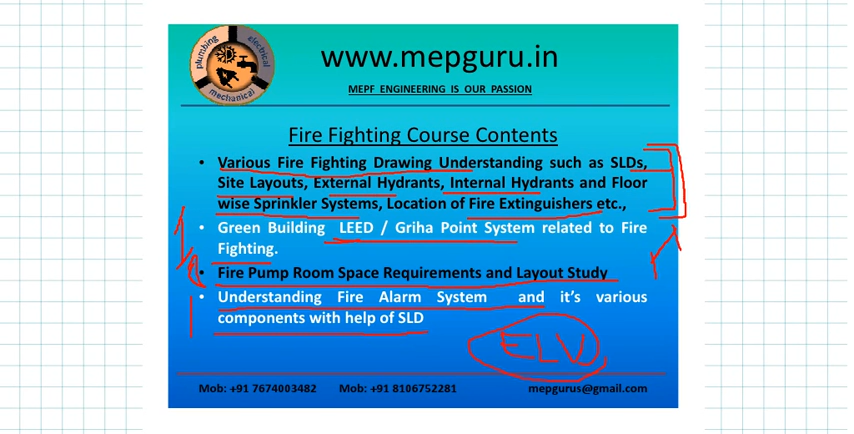 plumbing
electrical
mechanical
www.mepguru.in
MEPF ENGINEERING IS OUR PASSION
Fire Fighting Course Contents
• Various Fire Fighting Drawing Understanding such as SLDs,
Site Layouts, External Hydrants, Internal Hydrants and Floor
wise Sprinkler Systems, Location of Fire Extinguishers etc.,
• Green Building LEED / Griha Point System related to Fire
Fighting.
• Fire Pump Room Space Requirements and Layout Study
• Understanding Fire Alarm System and it's various
components with help of SLD
ELV
Mob: +91 7674003482 Mob: +91 8106752281 mepgurus@gmail.com